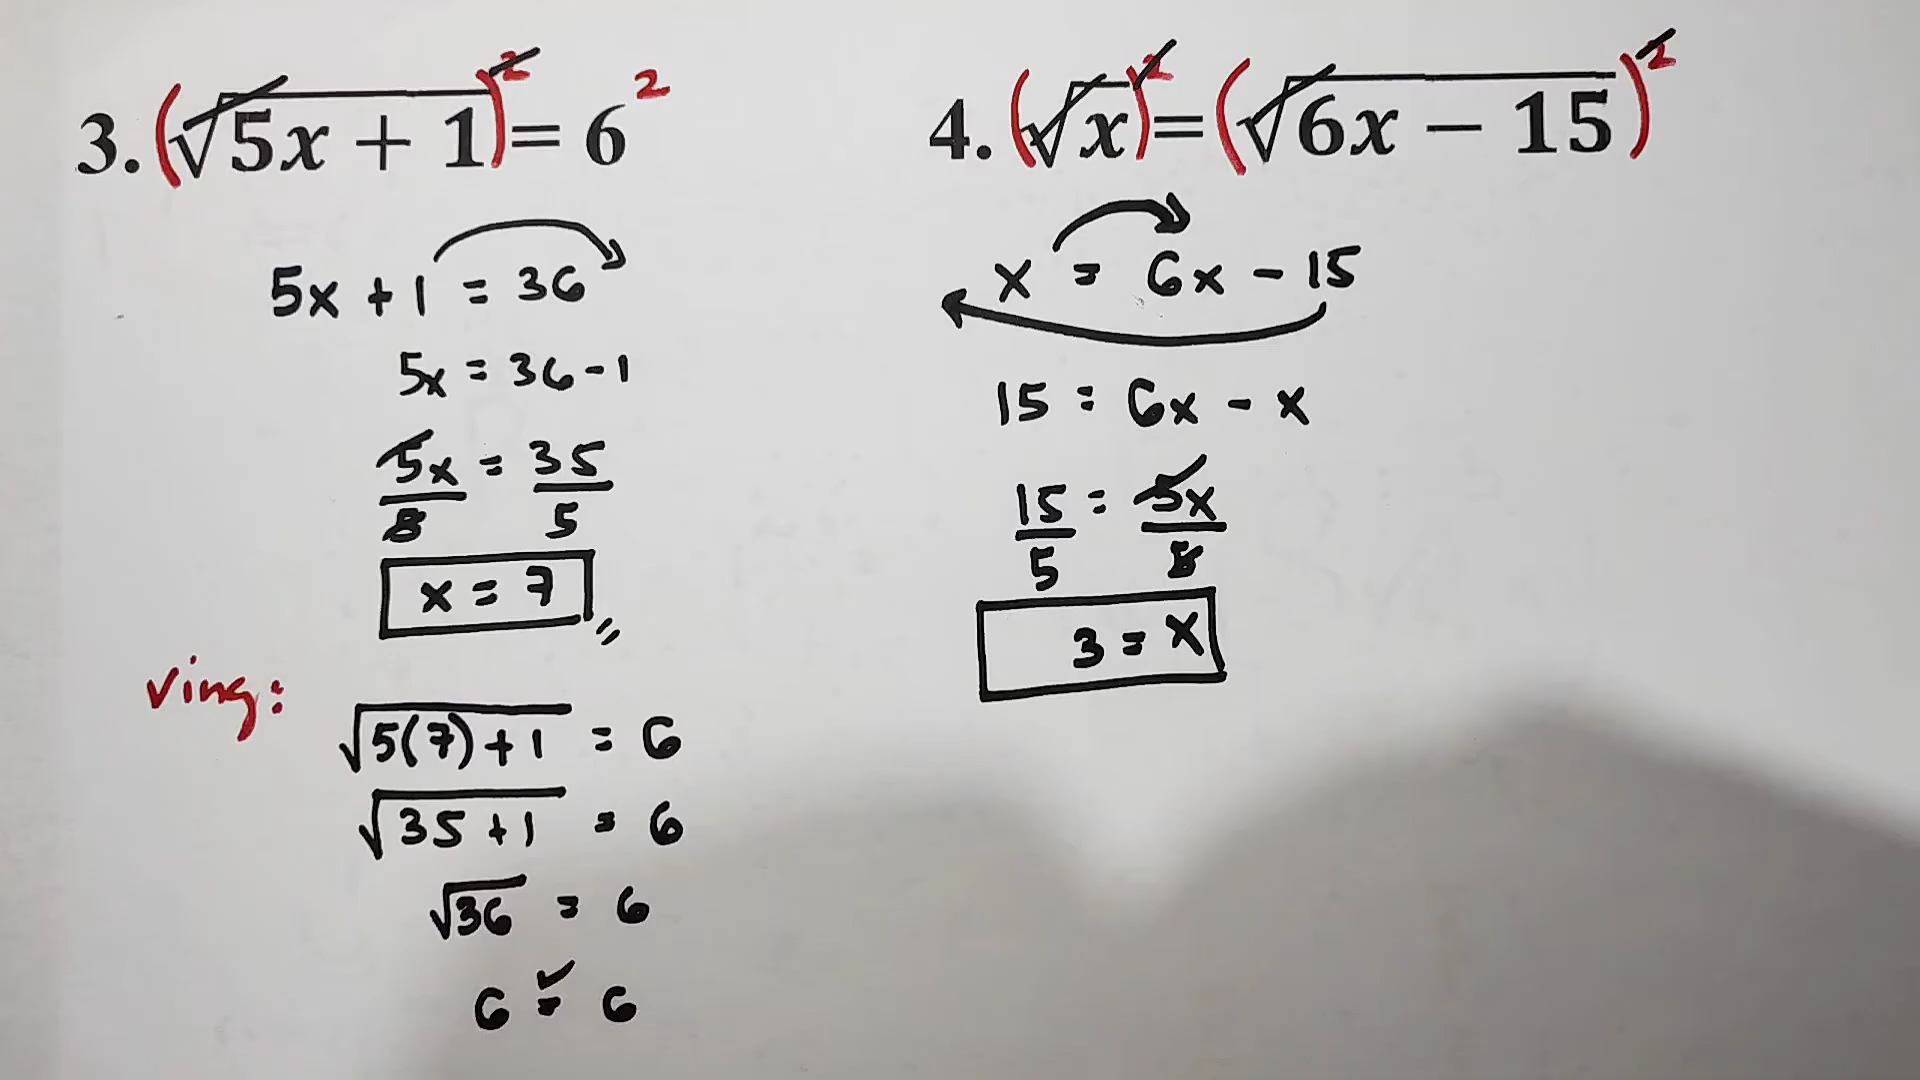 3. (√5x + 1)² = 6²
5x + 1 = 36
5x = 36 - 1
5x/5 = 35/5
x = 7
ving:
√5(7) + 1 = 6
√35 + 1 = 6
√36 = 6
6 = 6
4. (√x)² = (√6x − 15)²
x = 6x - 15
15 = 6x - x
15/5 = 5x/5
3 = x